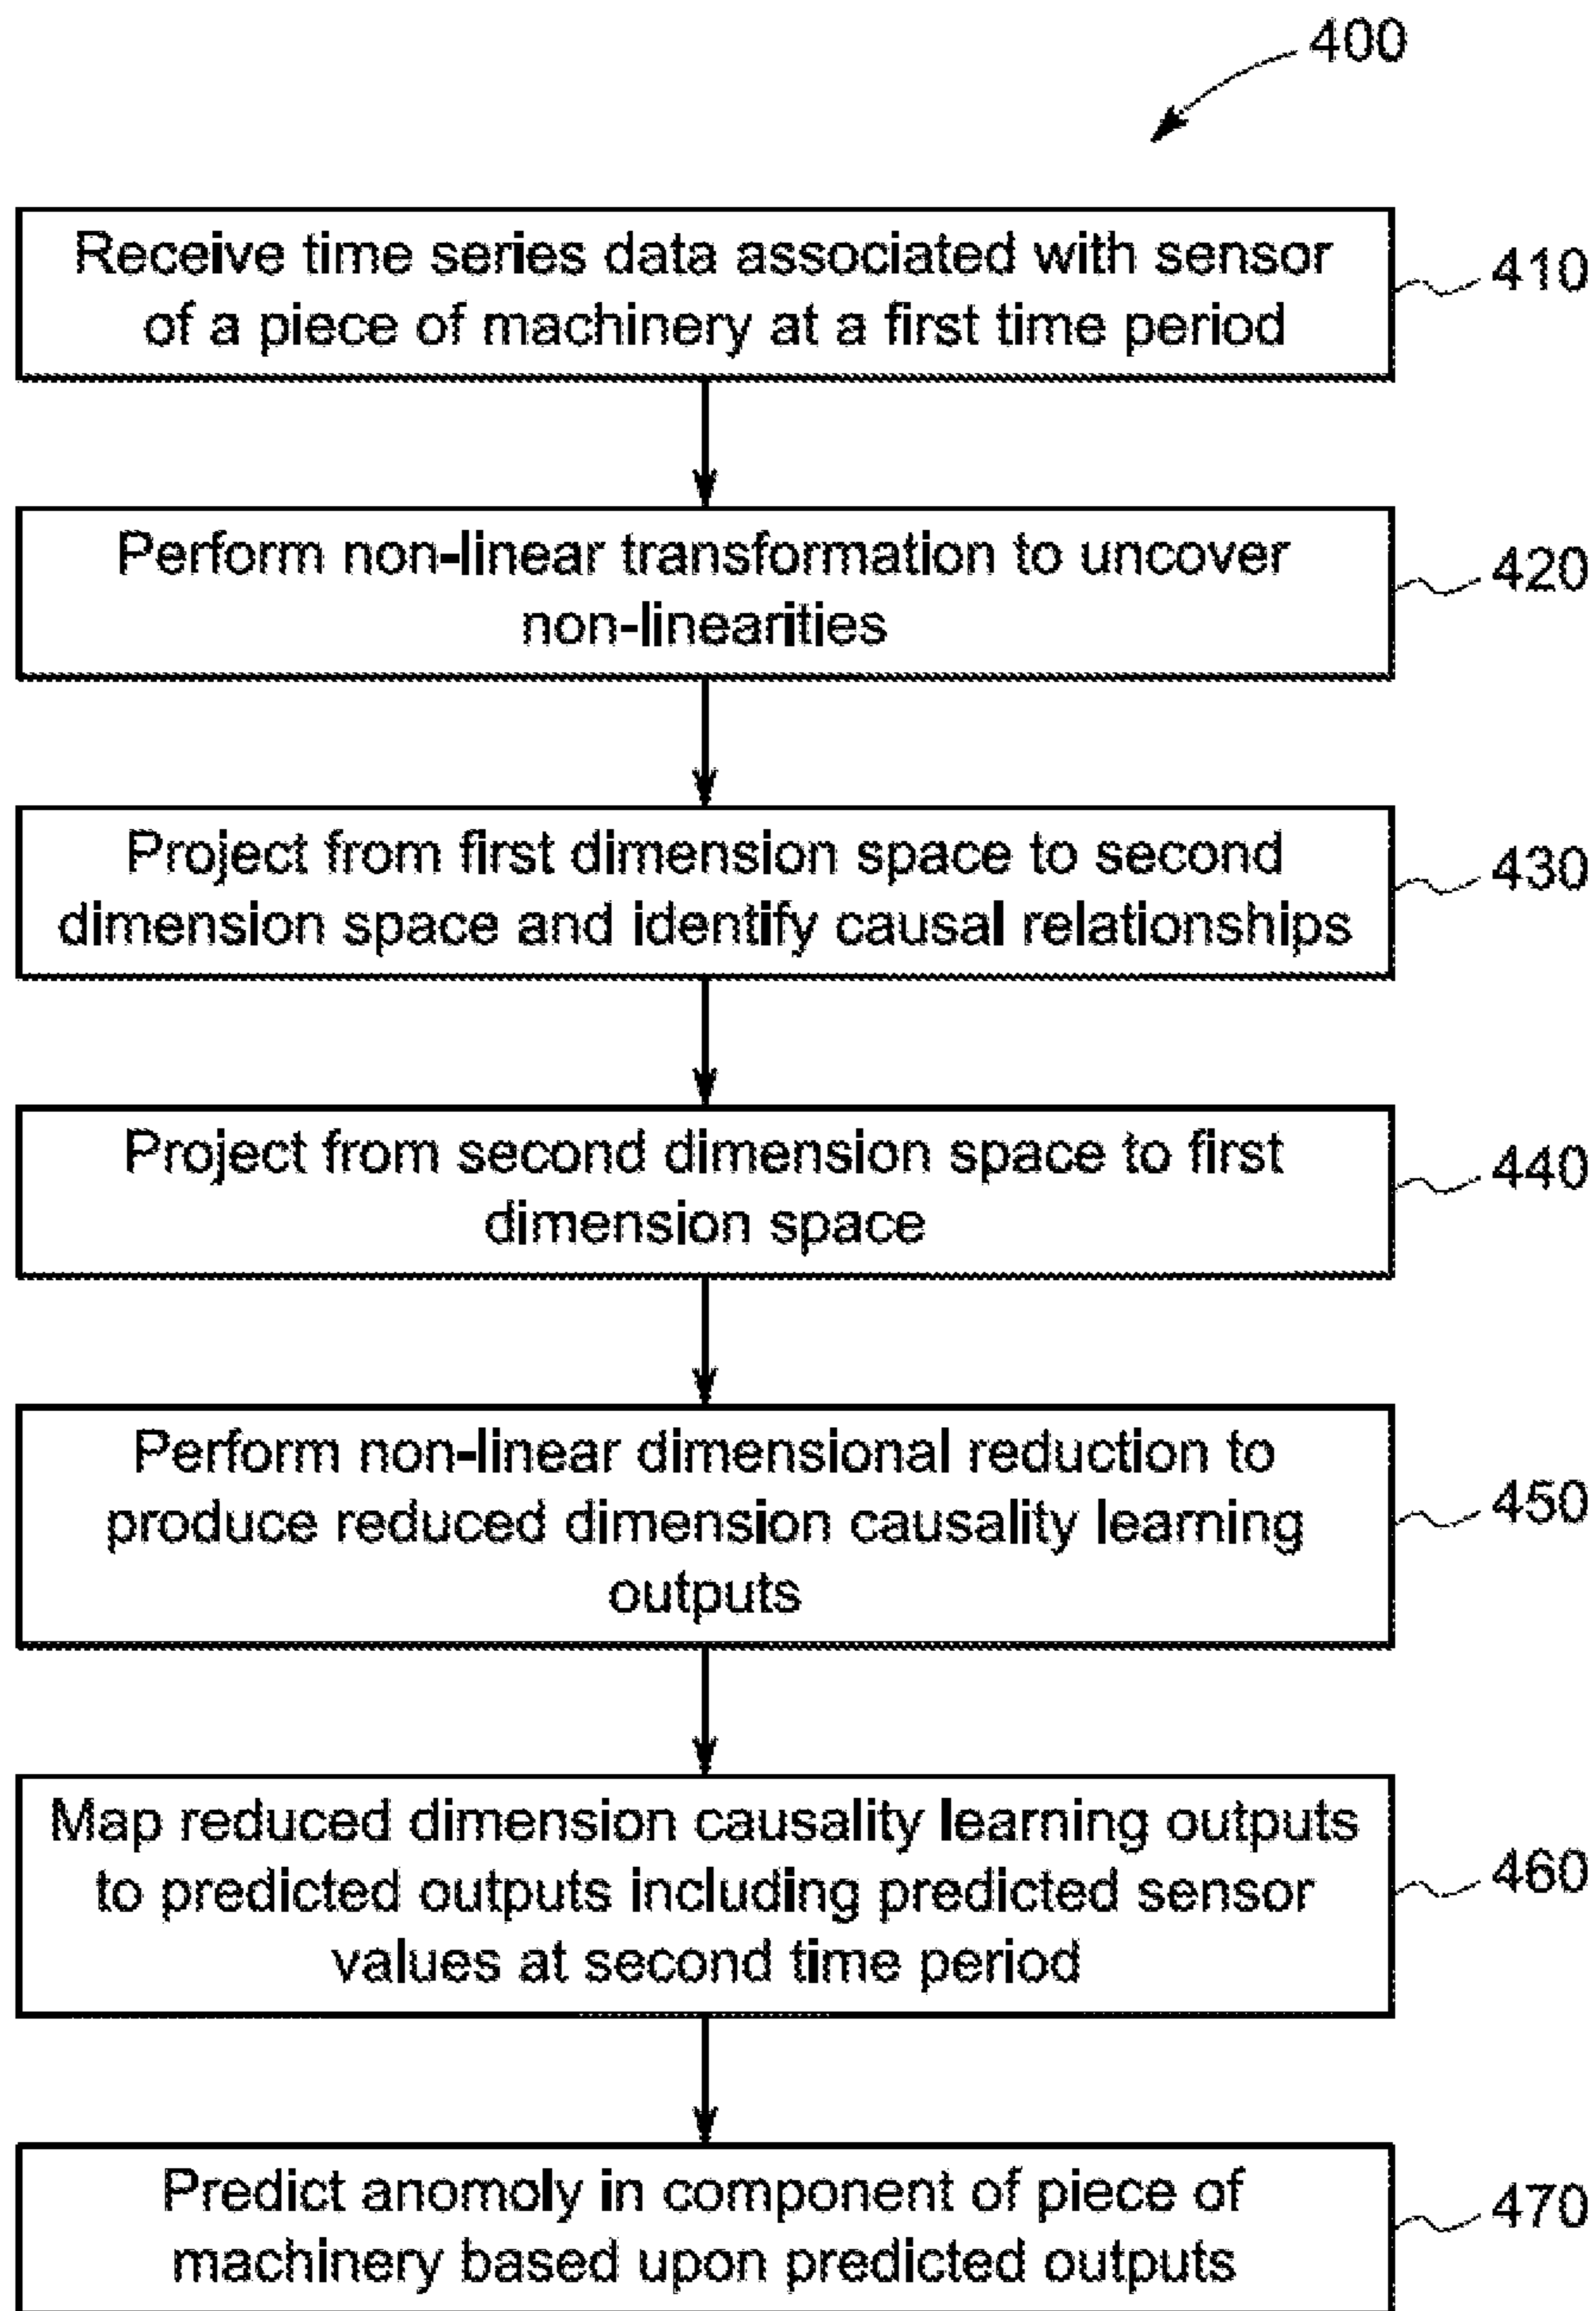 400
Receive time series data associated with sensor
of a piece of machinery at a first time period
410
Perform non-linear transformation to uncover
non-linearities
420
Project from first dimension space to second
dimension space and identify causal relationships
430
Project from second dimension space to first
dimension space
440
Perform non-linear dimensional reduction to
produce reduced dimension causality learning
outputs
450
Map reduced dimension causality learning outputs
to predicted outputs including predicted sensor
values at second time period
460
Predict anomoly in component of piece of
machinery based upon predicted outputs
470